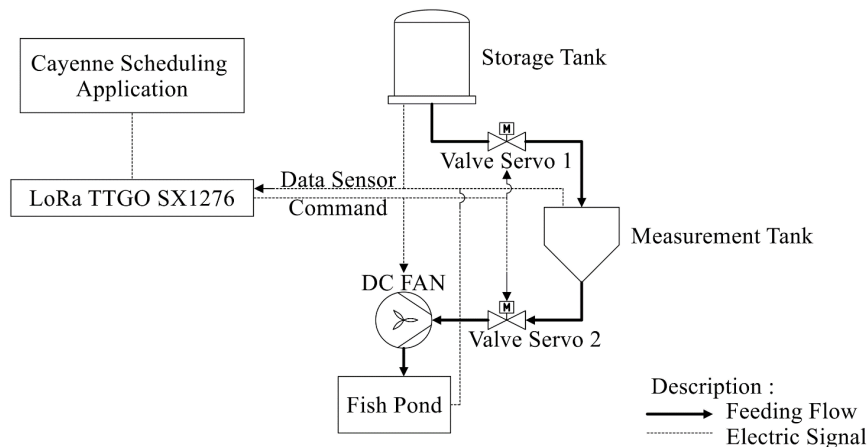 Cayenne Scheduling
Application
Storage Tank
M
Valve Servo 1
Data Sensor
LoRa TTGO SX1276
Command
Measurement Tank
DC FAN
M
Valve Servo 2
Fish Pond
Description :
Feeding Flow
Electric Signal